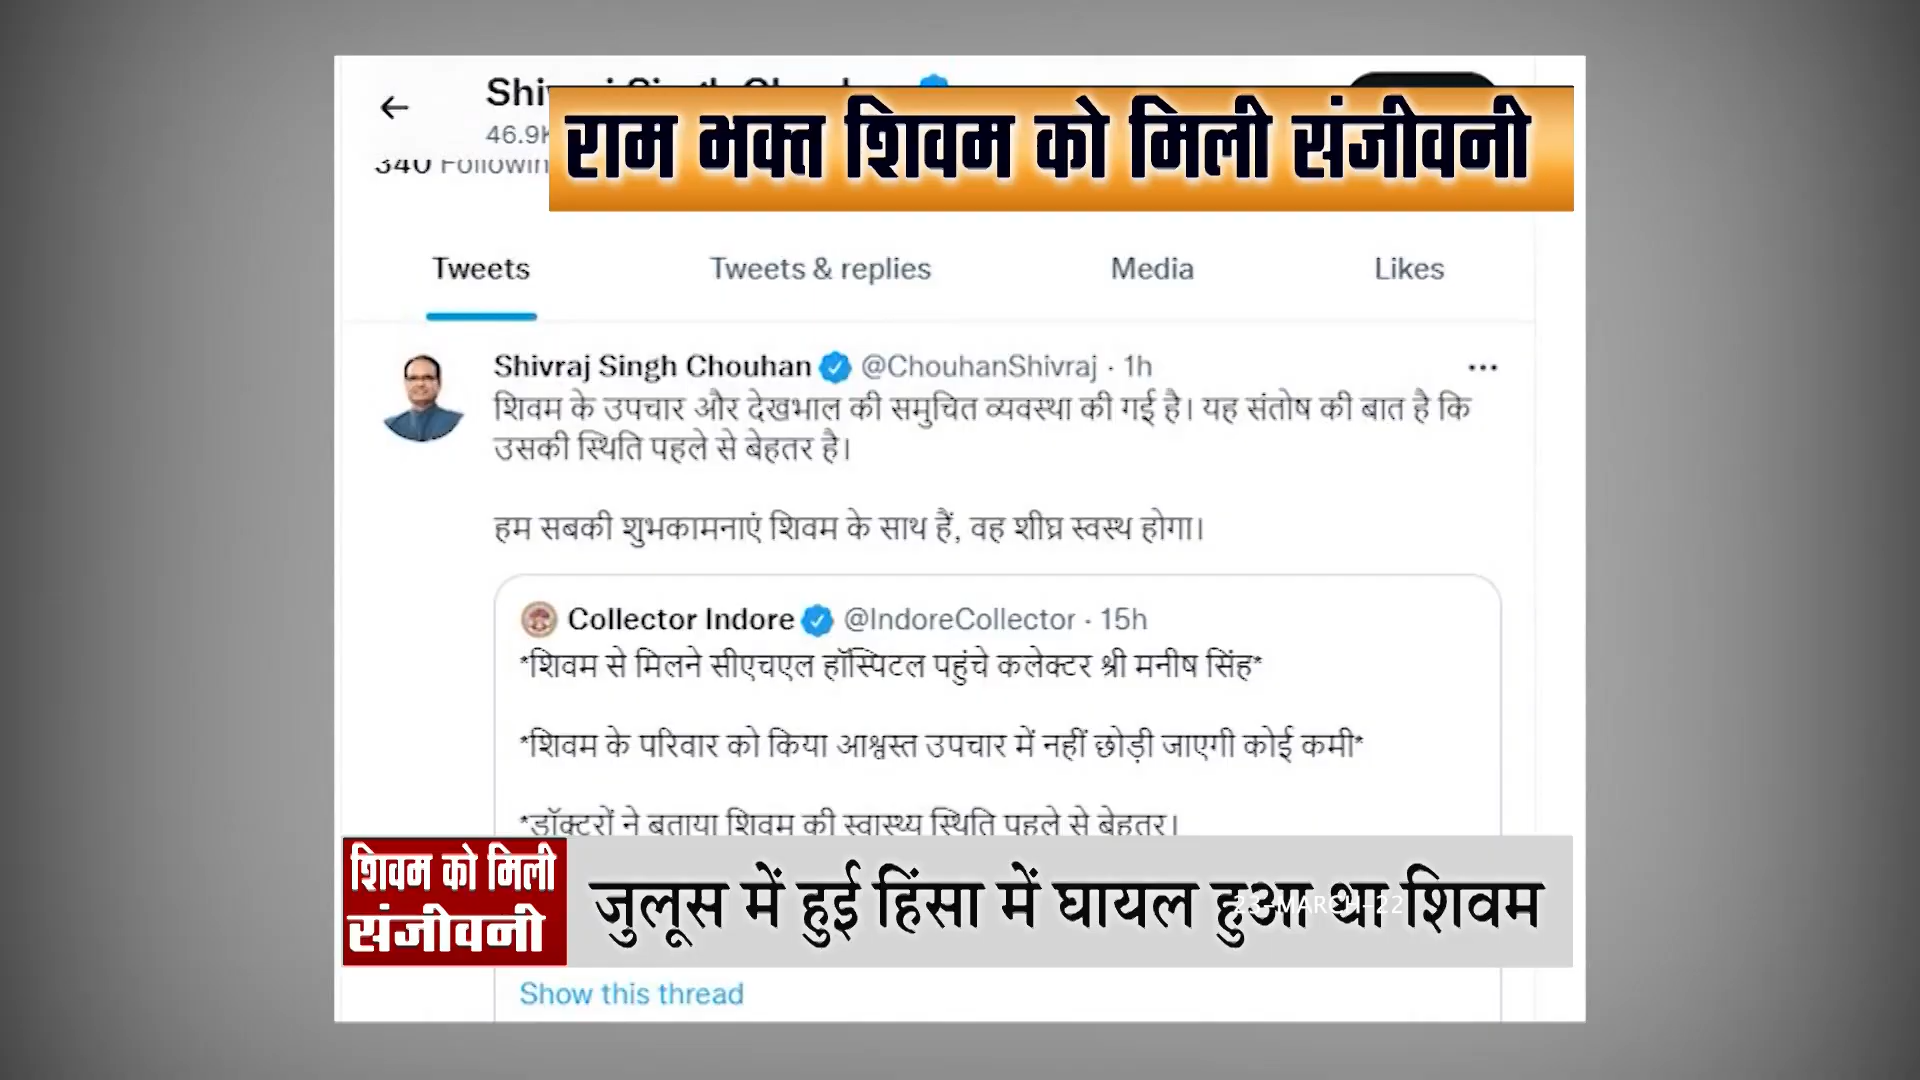 राम भक्त शिवम को मिली संजीवनी
46.9K
340 Following
Tweets
Tweets & replies
Media
Likes
Shivraj Singh Chouhan @ChouhanShivraj · 1h
शिवम के उपचार और देखभाल की समुचित व्यवस्था की गई है। यह संतोष की बात है कि
उसकी स्थिति पहले से बेहतर है।
हम सबकी शुभकामनाएं शिवम के साथ हैं, वह शीघ्र स्वस्थ होगा।
Collector Indore @IndoreCollector · 15h
*शिवम से मिलने सीएचएल हॉस्पिटल पहुंचे कलेक्टर श्री मनीष सिंह*
*शिवम के परिवार को किया आश्वस्त उपचार में नहीं छोड़ी जाएगी कोई कमी*
*डॉक्टरों ने बताया शिवम की स्वास्थ्य स्थिति पहले से बेहतर।
शिवम को मिली
संजीवनी
जुलूस में हुई हिंसा में घायल हुआ था शिवम
23-MARCH-22
Show this thread